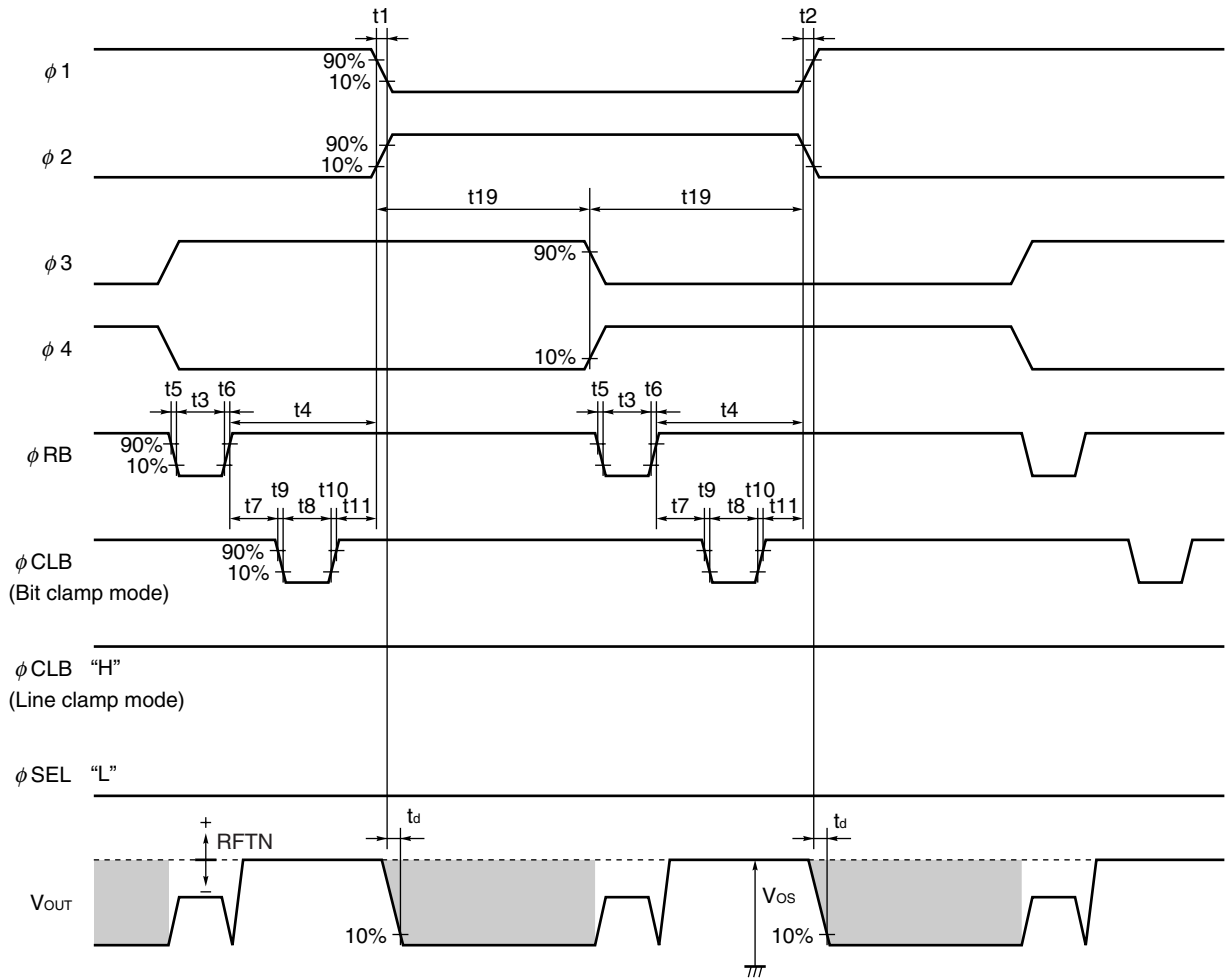 t1 t2
φ1 90% 10%
φ2 90% 10%
t19 t19
φ3 90%
φ4 10%
t5 t3 t6 t4 t5 t3 t6 t4
φRB 90% 10%
t7 t9 t8 t10 t11 t7 t9 t8 t10 t11
φCLB 90% 10%
(Bit clamp mode)
φCLB “H”
(Line clamp mode)
φSEL “L”
+ RFTN − td td
VOUT 10% VOS 10%